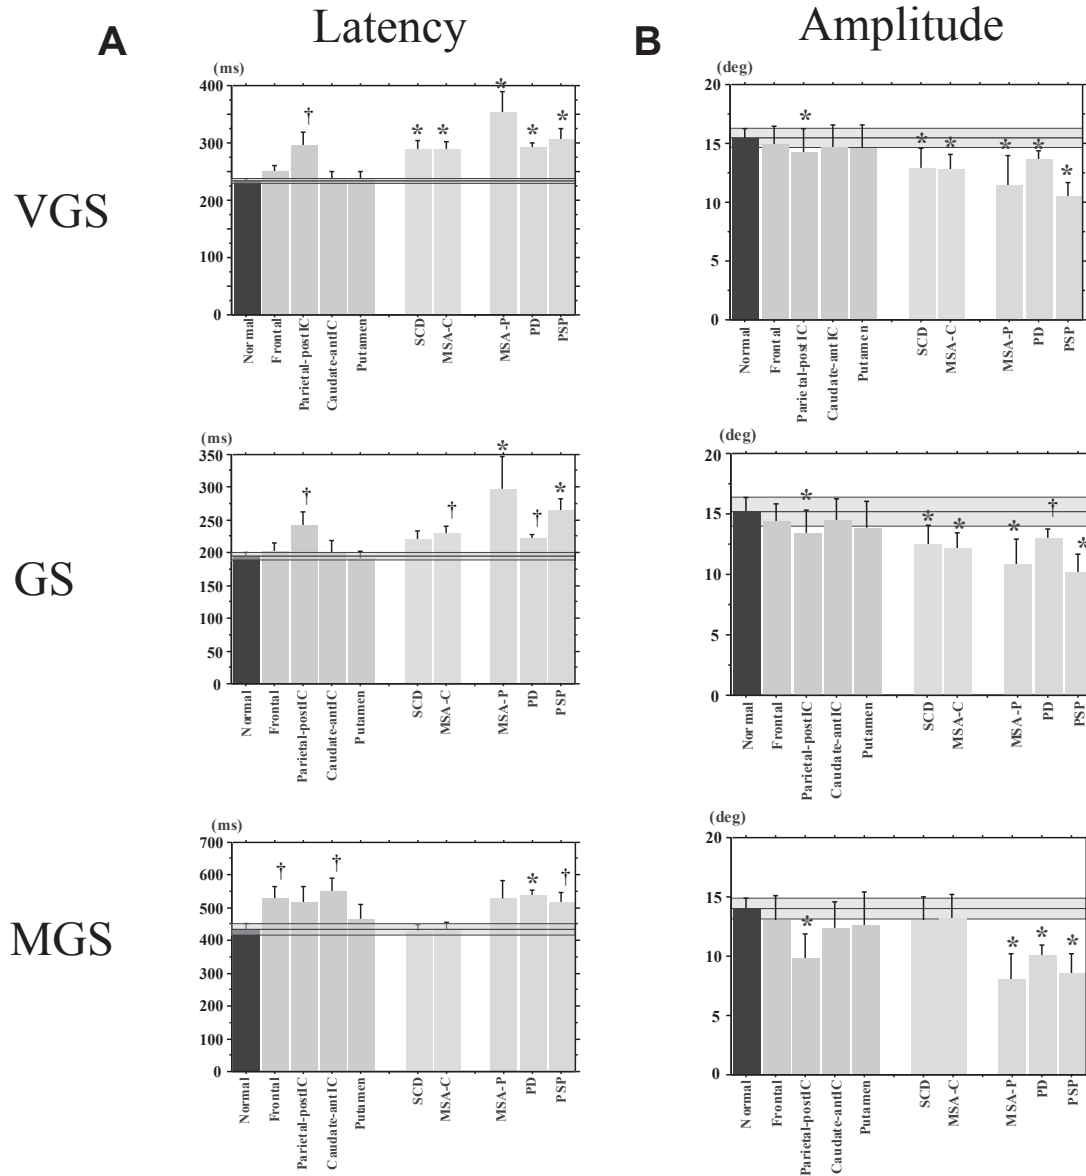 A
Latency
B
Amplitude
VGS
(ms)
400
300
200
100
0
†
*
*
*
*
*
Normal
Frontal
Parietal-postIC
Caudate-antIC
Putamen
SCD
MSA-C
MSA-P
PD
PSP
(deg)
20
15
10
5
0
*
*
*
*
*
*
Normal
Frontal
Parietal-postIC
Caudate-antIC
Putamen
SCD
MSA-C
MSA-P
PD
PSP
GS
(ms)
350
300
250
200
150
100
50
0
†
†
*
†
*
Normal
Frontal
Parietal-postIC
Caudate-antIC
Putamen
SCD
MSA-C
MSA-P
PD
PSP
(deg)
20
15
10
5
0
*
*
*
*
†
*
Normal
Frontal
Parietal-postIC
Caudate-antIC
Putamen
SCD
MSA-C
MSA-P
PD
PSP
MGS
(ms)
700
600
500
400
300
200
100
0
†
†
*
†
Normal
Frontal
Parietal-postIC
Caudate-antIC
Putamen
SCD
MSA-C
MSA-P
PD
PSP
(deg)
20
15
10
5
0
*
*
*
*
Normal
Frontal
Parietal-postIC
Caudate-antIC
Putamen
SCD
MSA-C
MSA-P
PD
PSP